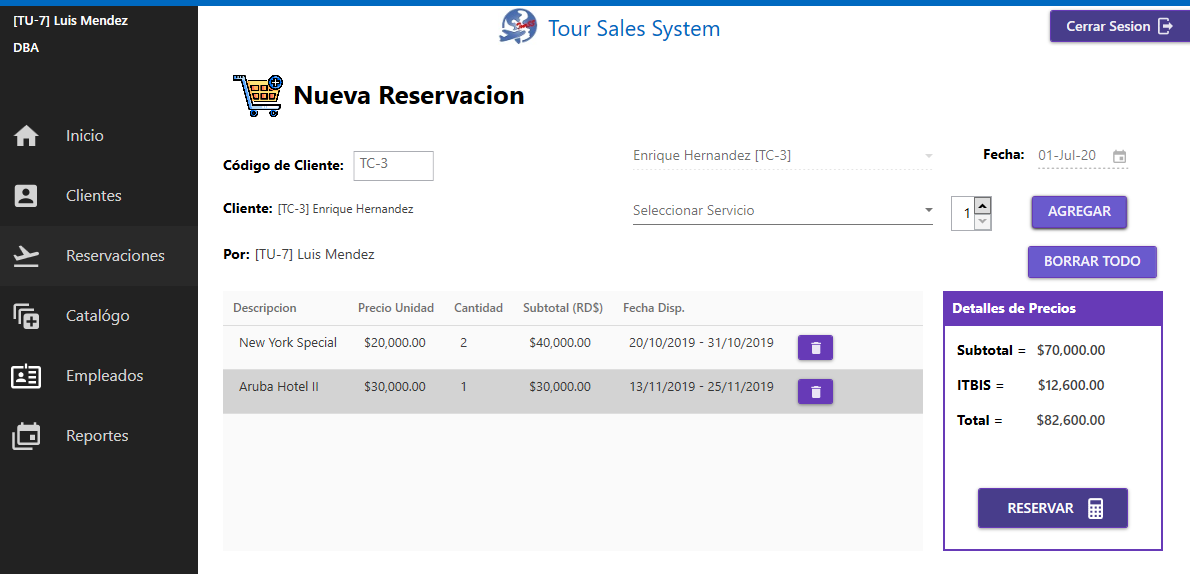 [TU-7] Luis Mendez
DBA
Tour Sales System
Cerrar Sesion
Inicio
Clientes
Reservaciones
Catalógo
Empleados
Reportes
Nueva Reservacion
Código de Cliente: TC-3
Enrique Hernandez [TC-3]
Fecha: 01-Jul-20
Cliente: [TC-3] Enrique Hernandez
Seleccionar Servicio
1
AGREGAR
Por: [TU-7] Luis Mendez
BORRAR TODO
Descripcion Precio Unidad Cantidad Subtotal (RD$) Fecha Disp.
New York Special $20,000.00 2 $40,000.00 20/10/2019 - 31/10/2019
Aruba Hotel II $30,000.00 1 $30,000.00 13/11/2019 - 25/11/2019
Detalles de Precios
Subtotal = $70,000.00
ITBIS = $12,600.00
Total = $82,600.00
RESERVAR